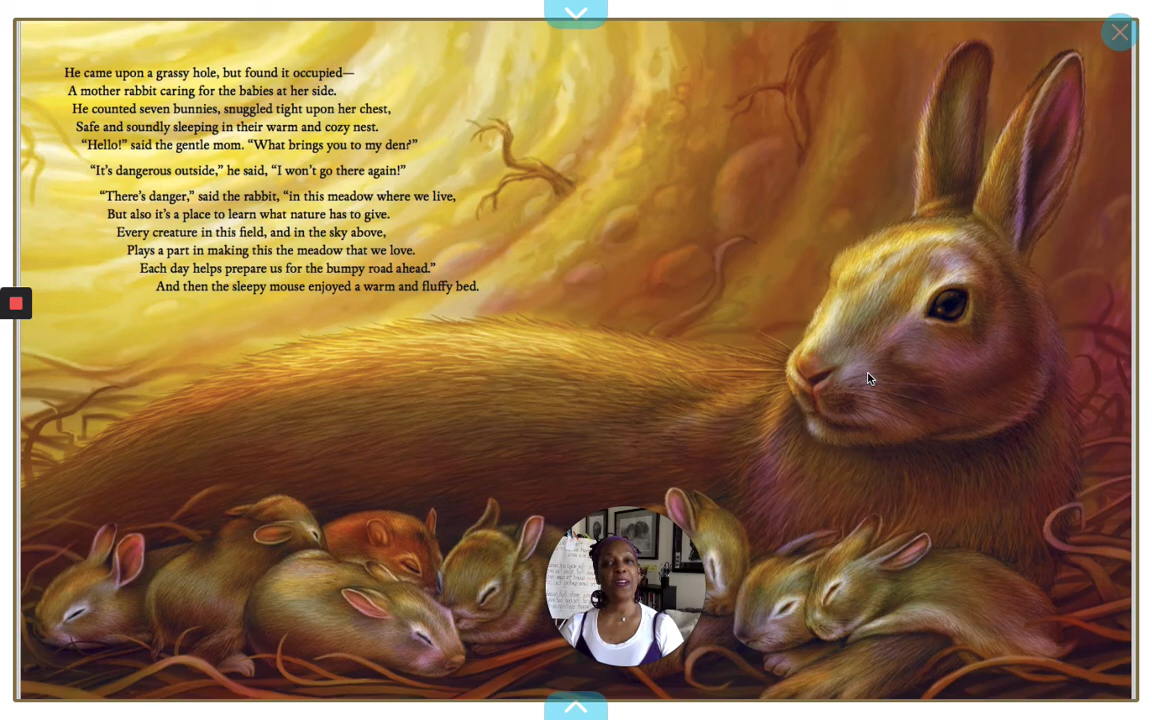 He came upon a grassy hole, but found it occupied—
A mother rabbit caring for the babies at her side.
He counted seven bunnies, snuggled tight upon her chest,
Safe and soundly sleeping in their warm and cozy nest.
“Hello!” said the gentle mom. “What brings you to my den?”
“It’s dangerous outside,” he said, “I won’t go there again!”
“There’s danger,” said the rabbit, “in this meadow where we live,
But also it’s a place to learn what nature has to give.
Every creature in this field, and in the sky above,
Plays a part in making this the meadow that we love.
Each day helps prepare us for the bumpy road ahead.”
And then the sleepy mouse enjoyed a warm and fluffy bed.